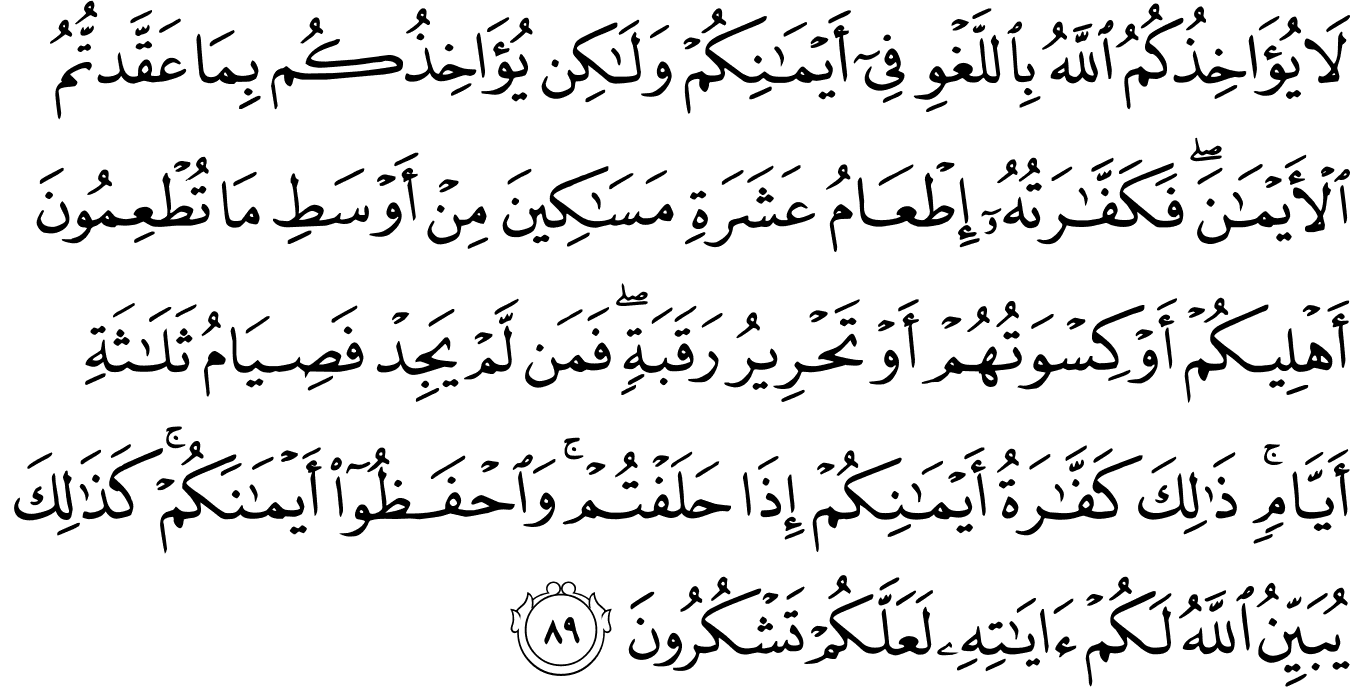 لَا يُؤَاخِذُكُمُ ٱللَّهُ بِٱللَّغْوِ فِىٓ أَيْمَـٰنِكُمْ وَلَـٰكِن يُؤَاخِذُكُم بِمَا عَقَّدتُّمُ
ٱلْأَيْمَـٰنَ ۖ فَكَفَّـٰرَتُهُۥٓ إِطْعَامُ عَشَرَةِ مَسَـٰكِينَ مِنْ أَوْسَطِ مَا تُطْعِمُونَ
أَهْلِيكُمْ أَوْ كِسْوَتُهُمْ أَوْ تَحْرِيرُ رَقَبَةٍ ۖ فَمَن لَّمْ يَجِدْ فَصِيَامُ ثَلَـٰثَةِ
أَيَّامٍ ۚ ذَٰلِكَ كَفَّـٰرَةُ أَيْمَـٰنِكُمْ إِذَا حَلَفْتُمْ ۚ وَٱحْفَظُوٓا۟ أَيْمَـٰنَكُمْ ۚ كَذَٰلِكَ
يُبَيِّنُ ٱللَّهُ لَكُمْ ءَايَـٰتِهِۦ لَعَلَّكُمْ تَشْكُرُونَ ٨٩